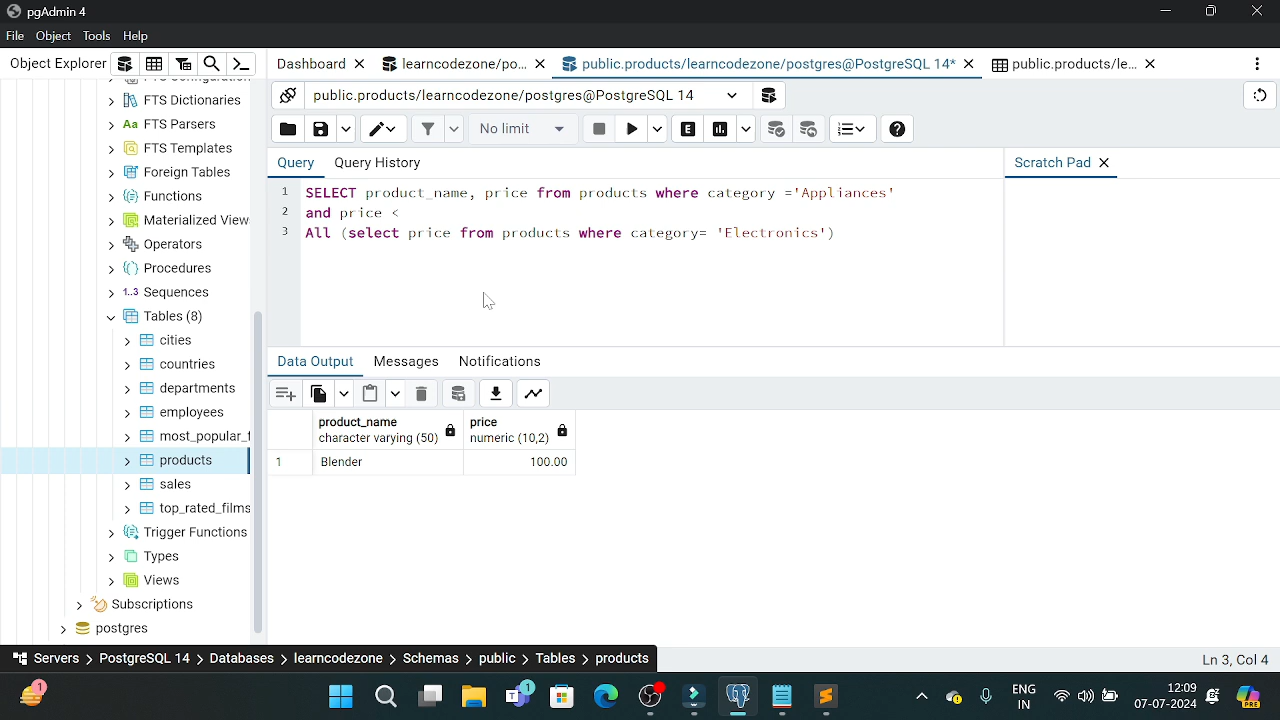 pgAdmin 4
File Object Tools Help
Object Explorer
Dashboard learncodezone/po... public.products/learncodezone/postgres@PostgreSQL 14* public.products/le...
public.products/learncodezone/postgres@PostgreSQL 14
No limit
E
Query Query History
Scratch Pad
1 SELECT product_name, price from products where category ='Appliances'
2 and price <
3 All (select price from products where category= 'Electronics')
FTS Dictionaries
Aa FTS Parsers
FTS Templates
Foreign Tables
Functions
Materialized View
Operators
Procedures
1..3 Sequences
Tables (8)
cities
countries
departments
employees
most_popular_f
products
sales
top_rated_films
Trigger Functions
Types
Views
Subscriptions
postgres
Data Output Messages Notifications
product_name
character varying (50)
price
numeric (10,2)
1 Blender 100.00
Servers > PostgreSQL 14 > Databases > learncodezone > Schemas > public > Tables > products
Ln 3, Col 4
1
1
ENG
IN
12:09
07-07-2024
PRE